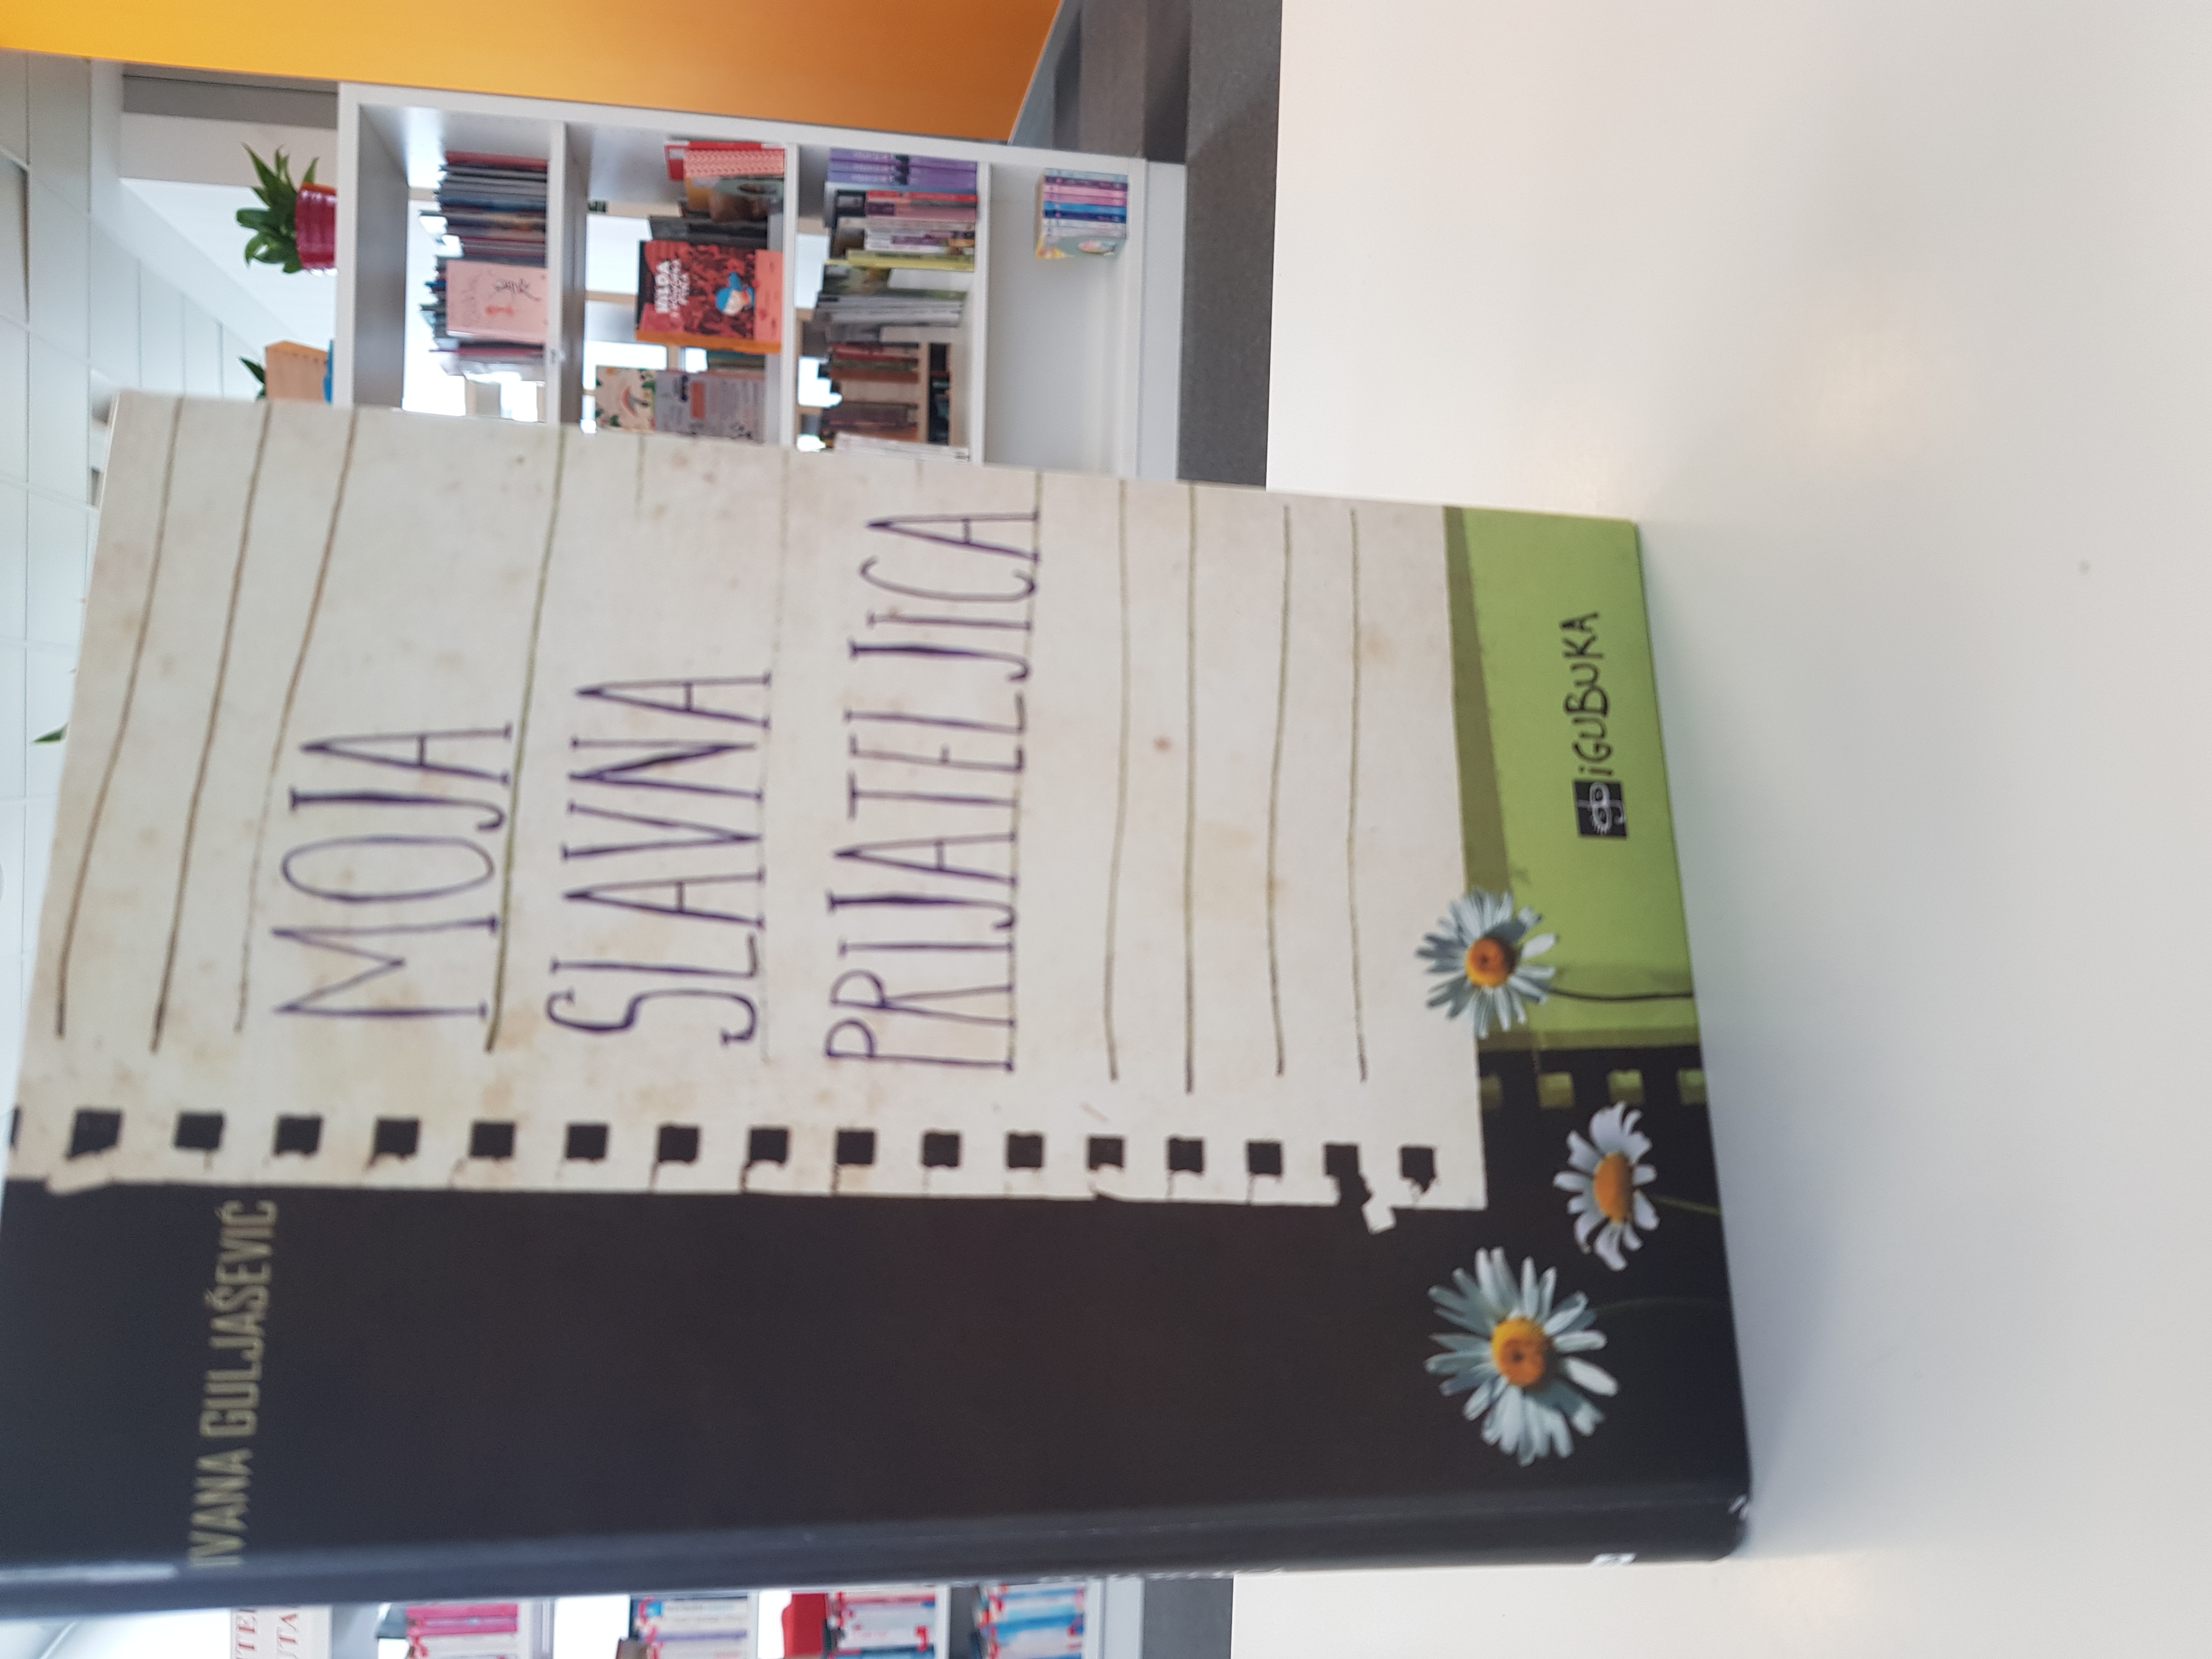 IVANA GULJAŠEVIĆ
MOJA
SLAVNA
PRIJATELJICA
iGUBUKA